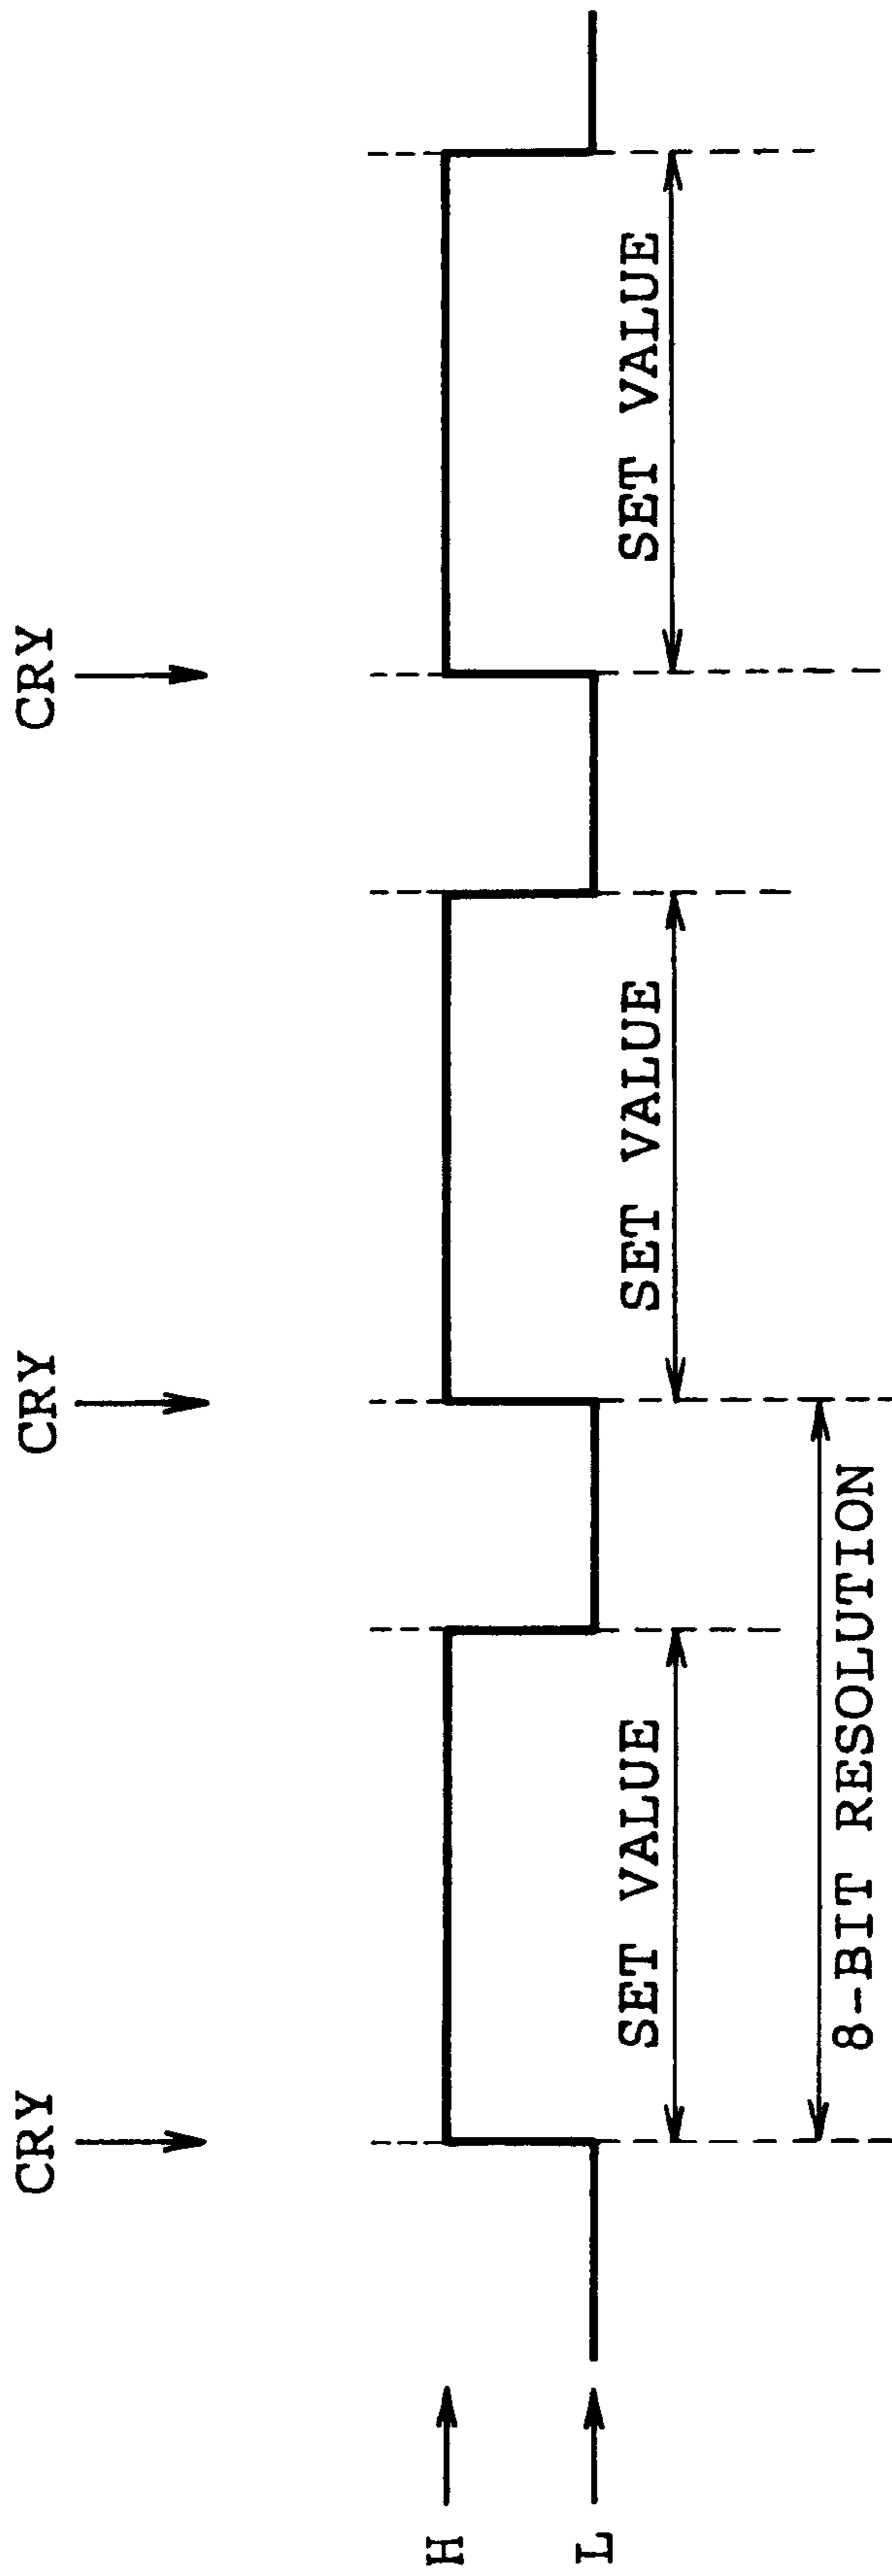 CRY
CRY
CRY
H
L
SET VALUE
SET VALUE
SET VALUE
8-BIT RESOLUTION